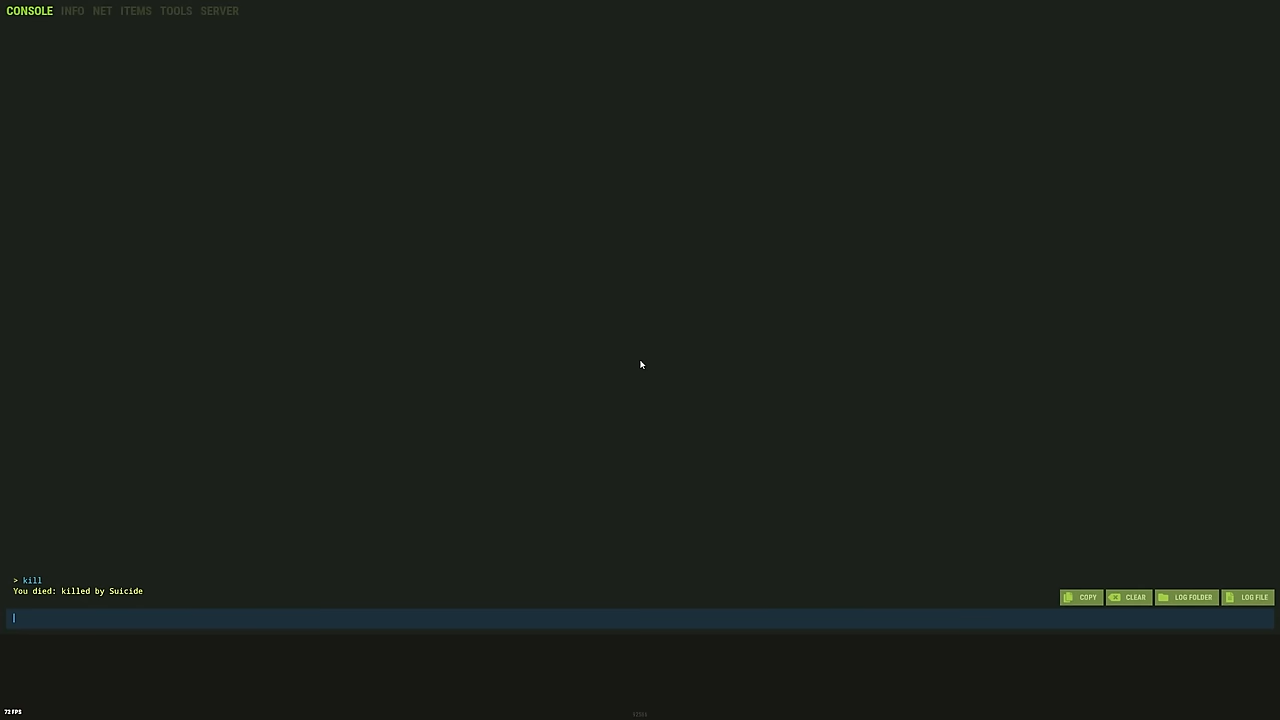 CONSOLE INFO NET ITEMS TOOLS SERVER
> kill
You died: killed by Suicide
COPY CLEAR LOG FOLDER LOG FILE
72 FPS